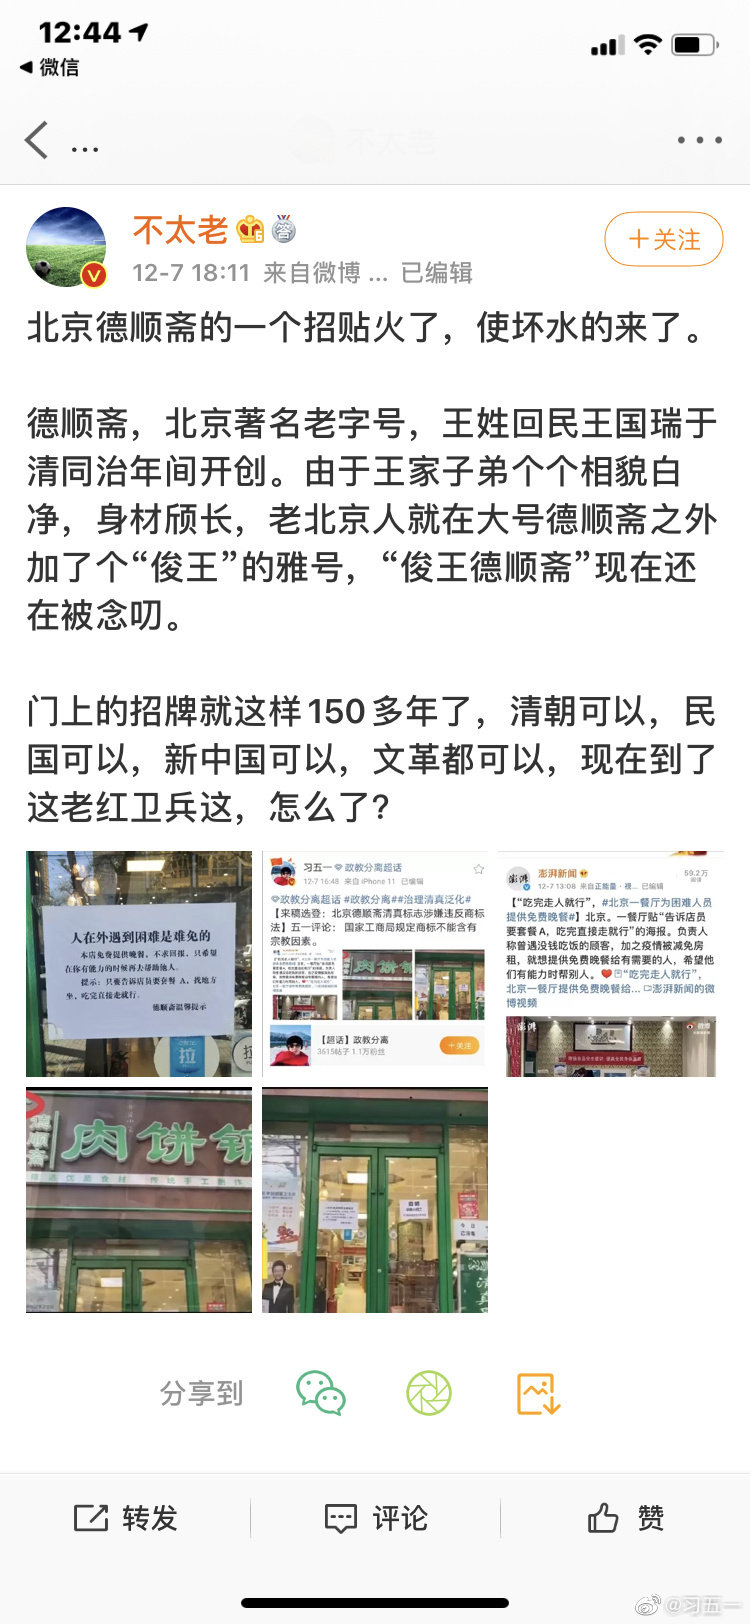 12:44
微信
...
不太老
不太老
答
+关注
12-7 18:11 来自微博 ... 已编辑
北京德顺斋的一个招贴火了，使坏水的来了。
德顺斋，北京著名老字号，王姓回民王国瑞于
清同治年间开创。由于王家子弟个个相貌白
净，身材颀长，老北京人就在大号德顺斋之外
加了个“俊王”的雅号，“俊王德顺斋”现在还
在被念叨。
门上的招牌就这样150多年了，清朝可以，民
国可以，新中国可以，文革都可以，现在到了
这老红卫兵这，怎么了？
人在外遇到困难是难免的
本店免费提供晚餐，不求回报，只希望
在你有能力的时候再去帮助他人。
提示：只要告诉店员要套餐 A，找地方
坐，吃完直接走就行。
德顺斋温馨提示
拉
习五一 政教分离超话
12-7 16:48 来自 iPhone 11 已编辑
政教分离超话 #政教分离##治理清真泛化#
【来稿选登：北京德顺斋清真标志涉嫌违反商标
法】五一评论： 国家工商局规定商标不能含有
宗教因素。
【超话】政教分离
3615帖子 1.1万粉丝
+关注
澎湃新闻
59.2万
12-7 13:08 来自正能量·视... 已编辑
【“吃完走人就行”，#北京一餐厅为困难人员
提供免费晚餐#】北京。一餐厅贴“告诉店员
要套餐A，吃完直接走就行”的海报。负责人
称曾遇没钱吃饭的顾客，加之疫情被减免房
租，就想提供免费晚餐给有需要的人，希望他
们有能力时帮别人。“吃完走人就行”，
北京一餐厅提供免费晚餐给... 澎湃新闻的微
博视频
澎湃
德顺斋
肉饼铺
精选优质食材 传统手工制作
分享到
转发
评论
赞
@习五一